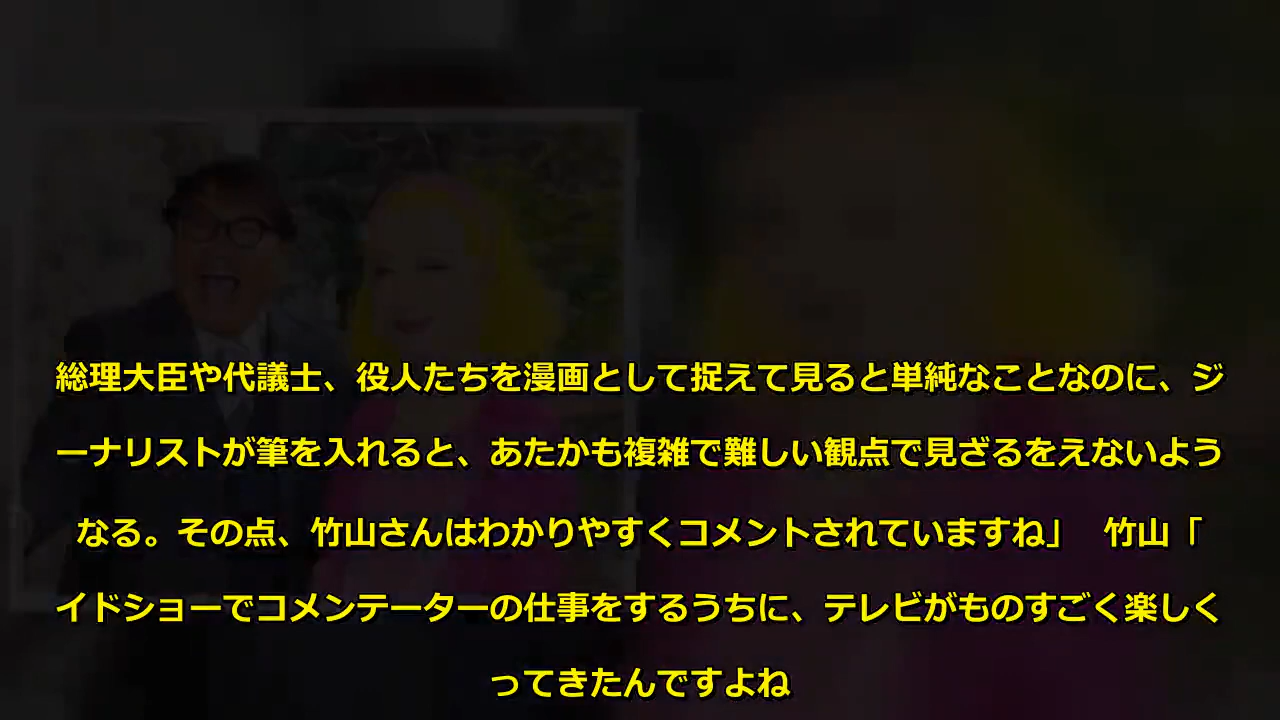 総理大臣や代議士、役人たちを漫画として捉えて見ると単純なことなのに、ジ
ーナリストが筆を入れると、あたかも複雑で難しい観点で見ざるをえないよう
なる。その点、竹山さんはわかりやすくコメントされていますね」　竹山「
イドショーでコメンテーターの仕事をするうちに、テレビがものすごく楽しく
ってきたんですよね